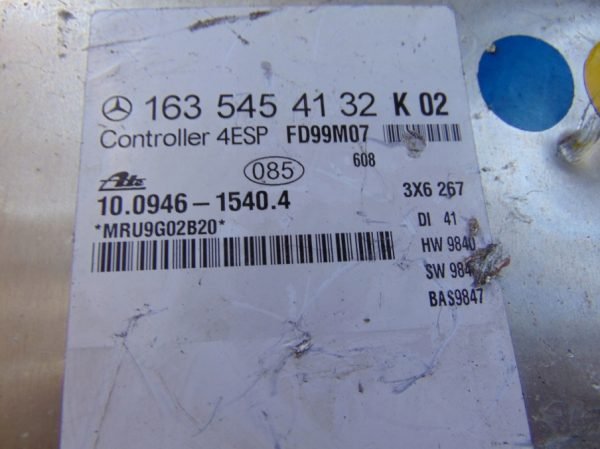 163 545 41 32 K 02
Controller 4ESP FD99M07
608
085
Ate
10.0946-1540.4
3X6 267
*MRU9G02B20*
DI 41
HW 9840
SW
BAS9847